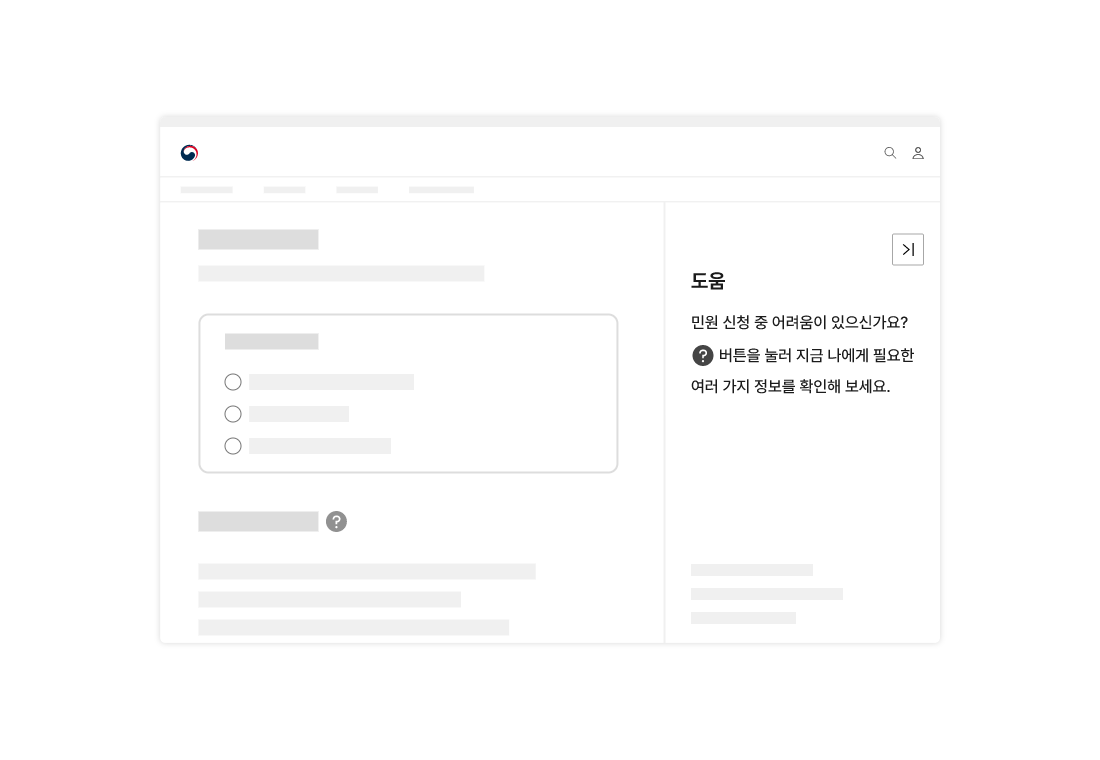 도움
민원 신청 중 어려움이 있으신가요?
? 버튼을 눌러 지금 나에게 필요한
여러 가지 정보를 확인해 보세요.
?